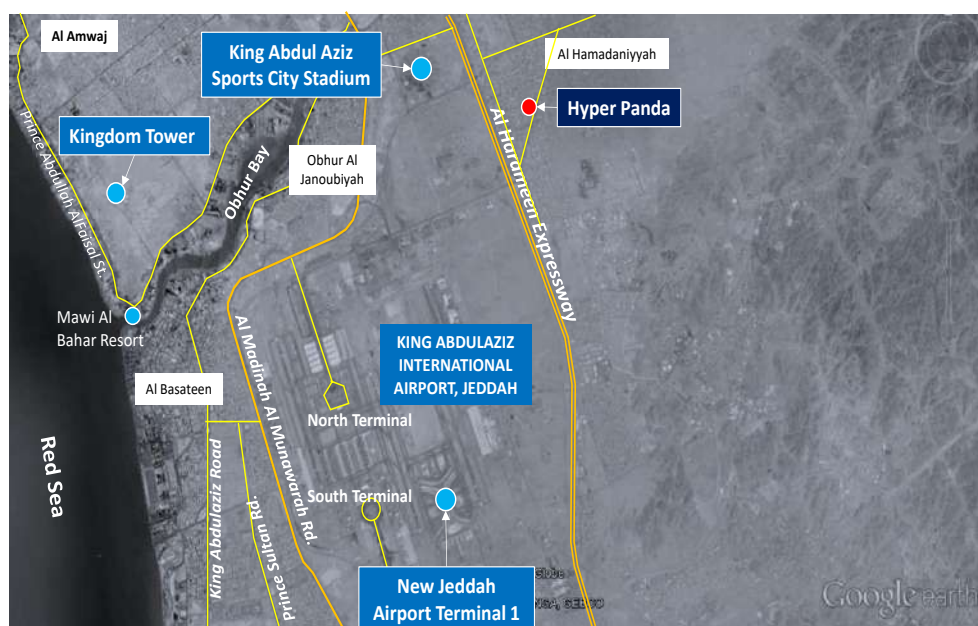 Al Amwaj
King Abdul Aziz
Sports City Stadium
Al Hamadaniyyah
Hyper Panda
Kingdom Tower
Prince Abdullah AlFaisal St.
Obhur Bay
Obhur Al
Janoubiyah
Al Harameen Expressway
Mawi Al
Bahar Resort
KING ABDULAZIZ
INTERNATIONAL
AIRPORT, JEDDAH
Al Basateen
Al Madinah Al Munawarah Rd.
North Terminal
Red Sea
King Abdulaziz Road
Prince Sultan Rd.
South Terminal
New Jeddah
Airport Terminal 1
Google earth